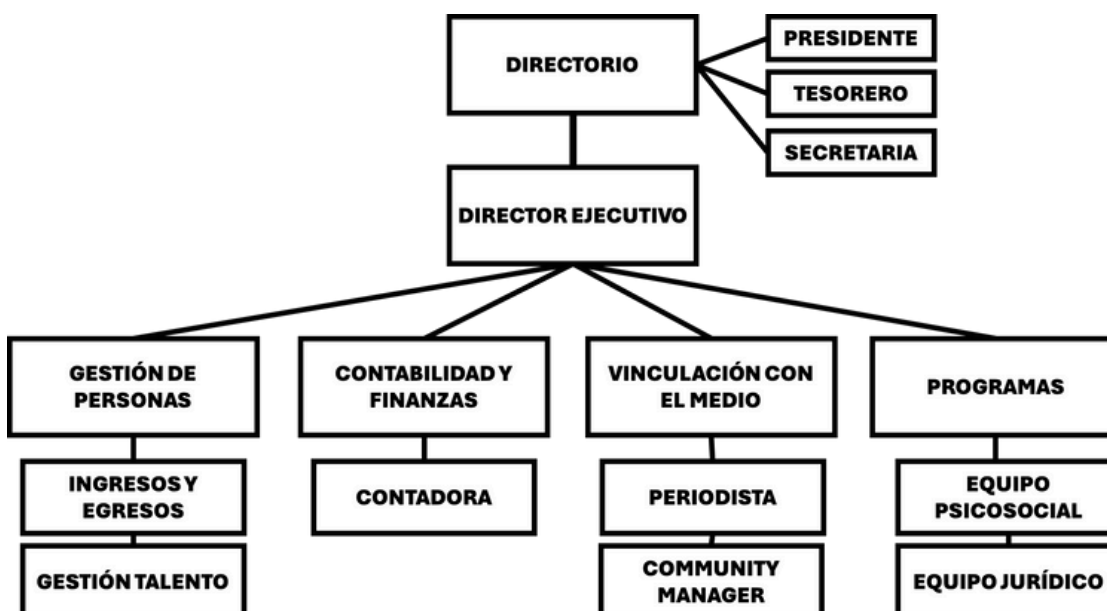 DIRECTORIO
PRESIDENTE
TESORERO
SECRETARIA
DIRECTOR EJECUTIVO
GESTIÓN DE
PERSONAS
CONTABILIDAD Y
FINANZAS
VINCULACIÓN CON
EL MEDIO
PROGRAMAS
INGRESOS Y
EGRESOS
CONTADORA
PERIODISTA
EQUIPO
PSICOSOCIAL
GESTIÓN TALENTO
COMMUNITY
MANAGER
EQUIPO JURÍDICO